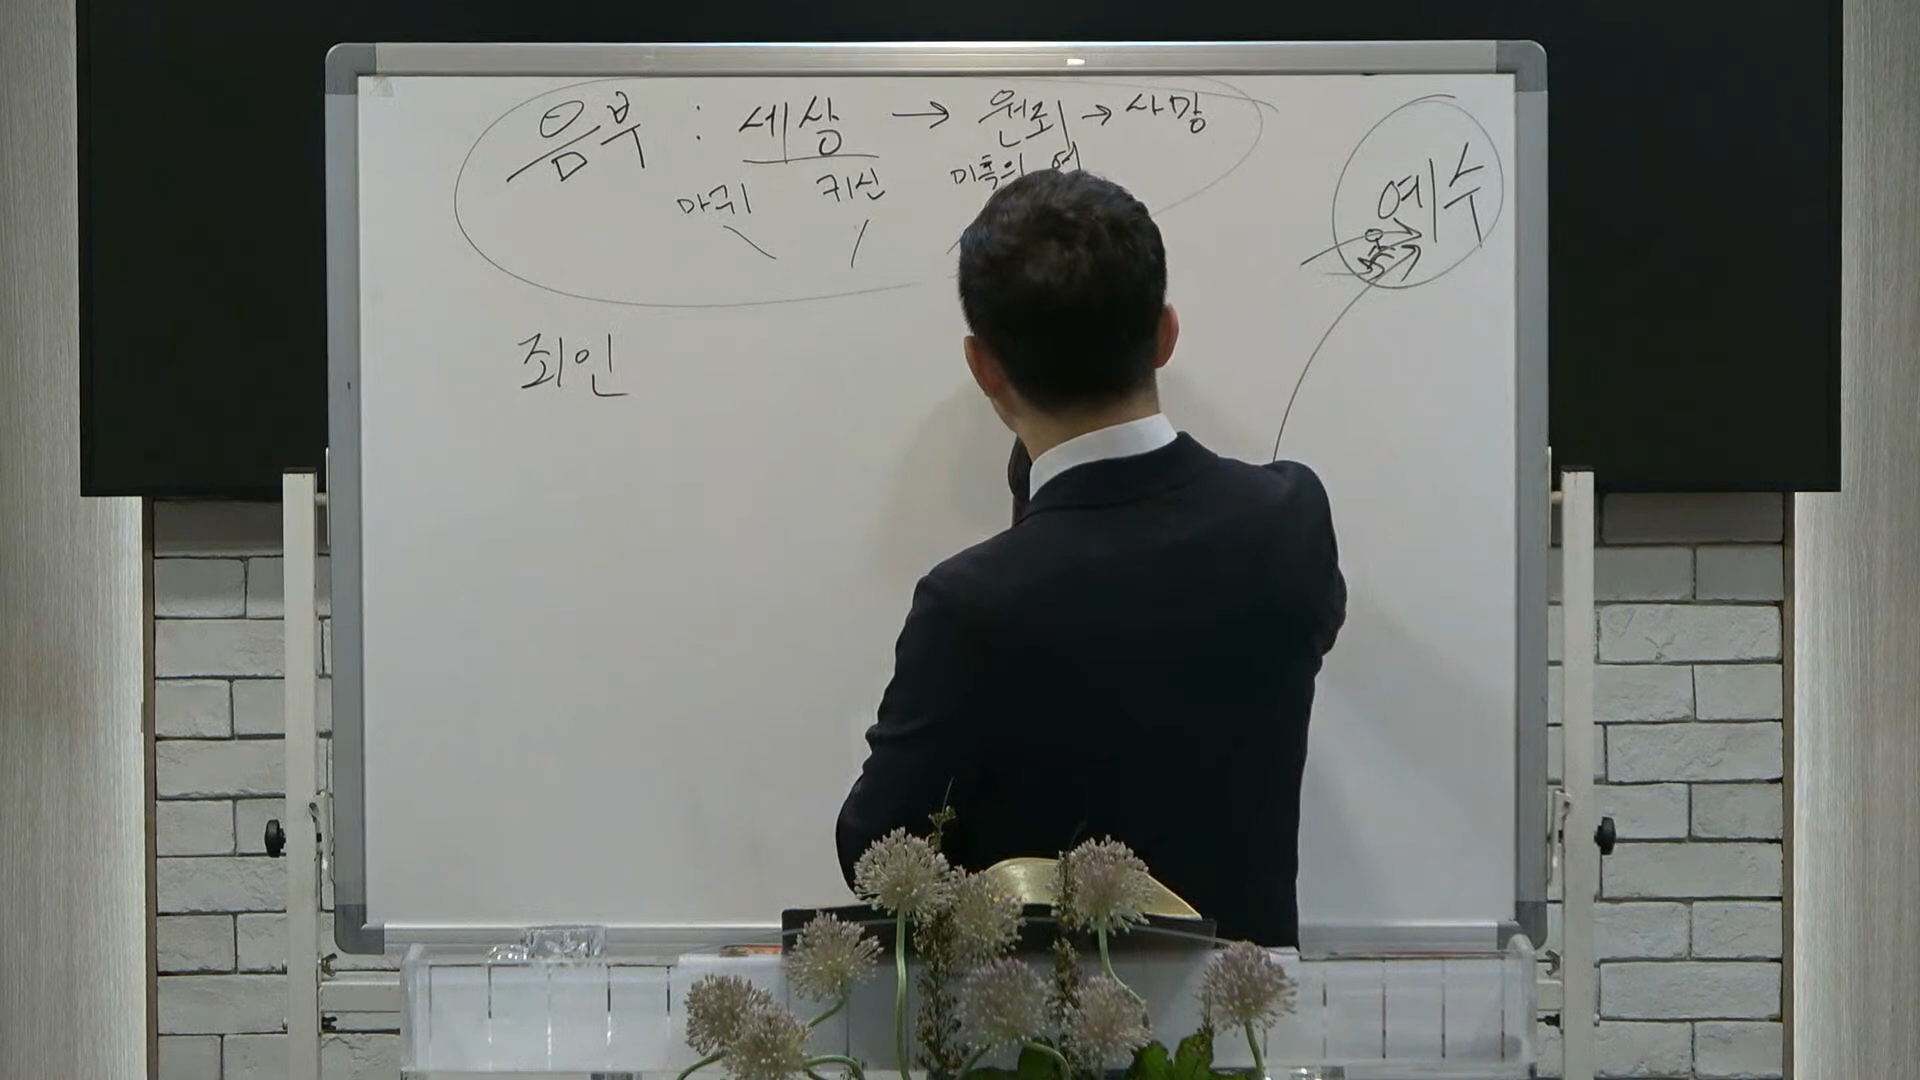 음부 : 세상 → 원죄 → 사망
마귀 귀신 미혹의 영
예수
죄인